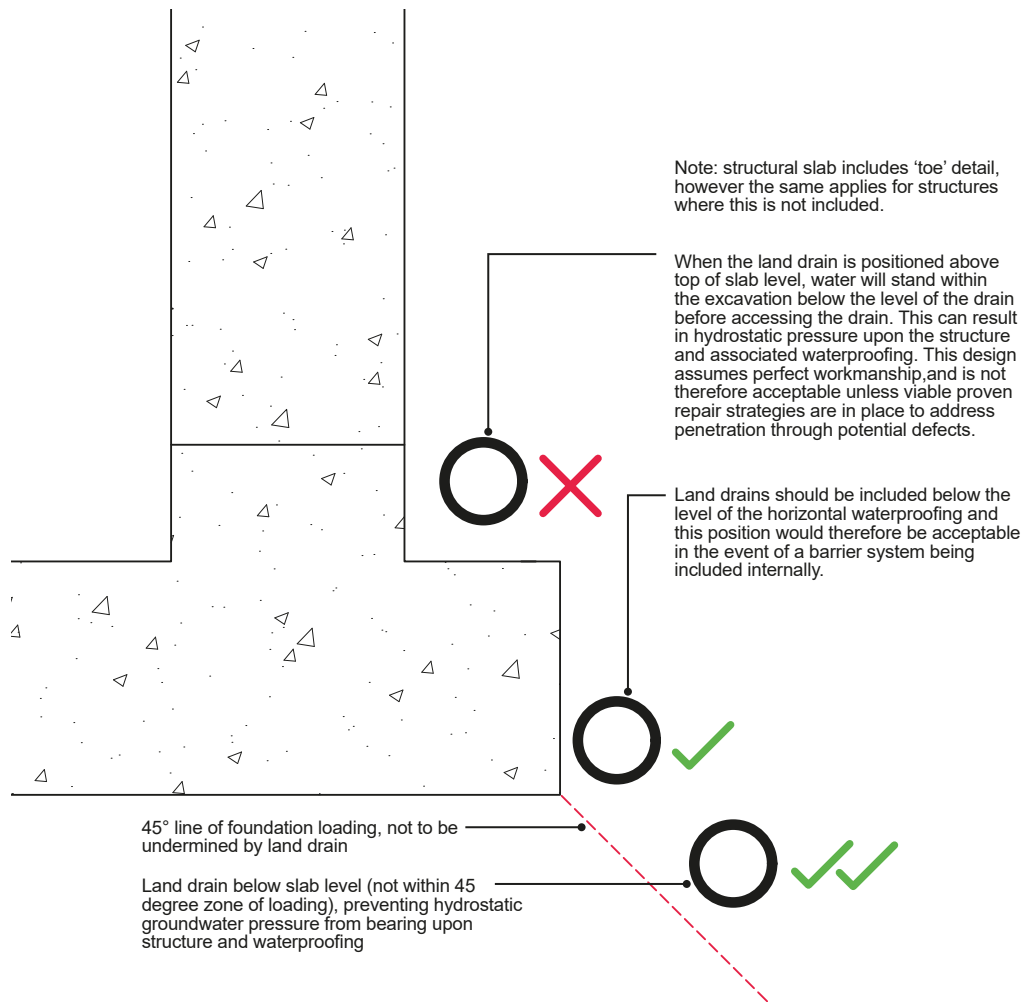 Note: structural slab includes ‘toe’ detail,
however the same applies for structures
where this is not included.
When the land drain is positioned above
top of slab level, water will stand within
the excavation below the level of the drain
before accessing the drain. This can result
in hydrostatic pressure upon the structure
and associated waterproofing. This design
assumes perfect workmanship,and is not
therefore acceptable unless viable proven
repair strategies are in place to address
penetration through potential defects.
Land drains should be included below the
level of the horizontal waterproofing and
this position would therefore be acceptable
in the event of a barrier system being
included internally.
45° line of foundation loading, not to be
undermined by land drain
Land drain below slab level (not within 45
degree zone of loading), preventing hydrostatic
groundwater pressure from bearing upon
structure and waterproofing